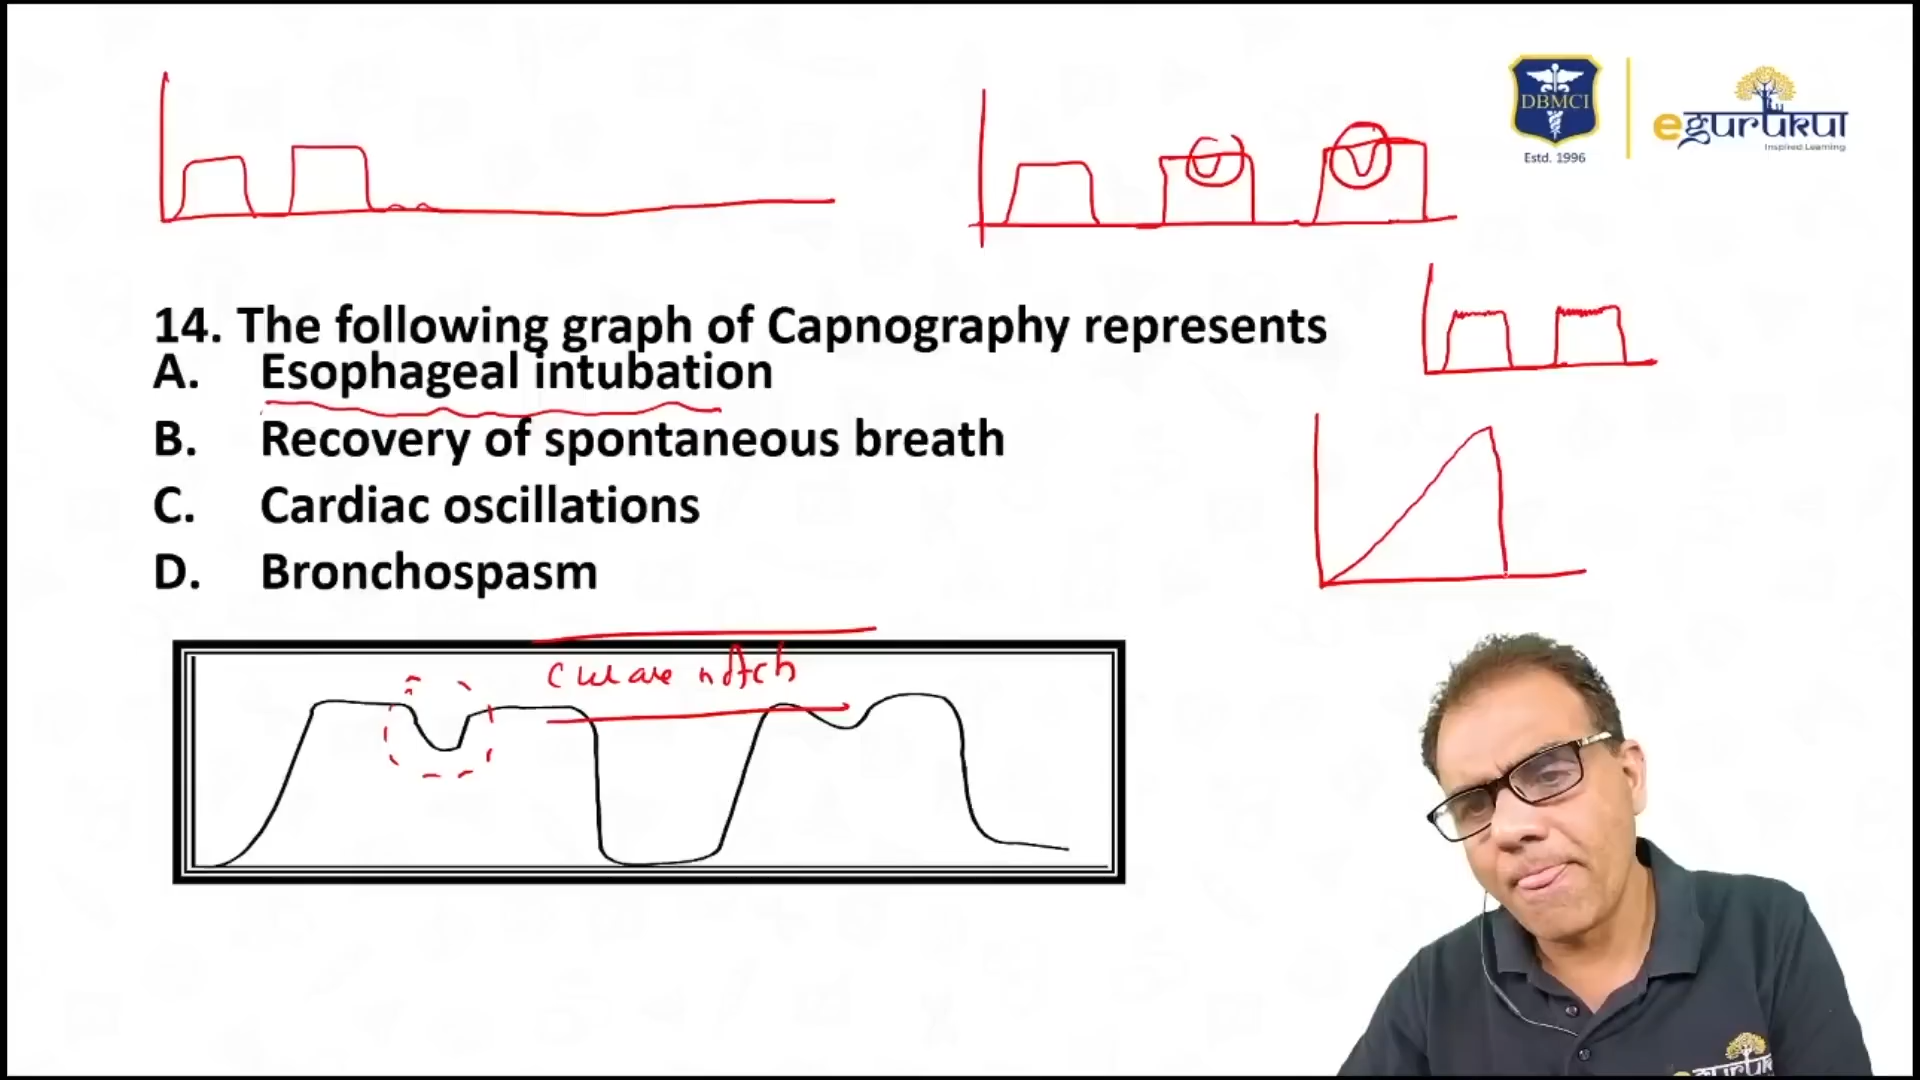 DBMCI
Estd. 1996
egurukul
Inspired Learning
14. The following graph of Capnography represents
A. Esophageal intubation
B. Recovery of spontaneous breath
C. Cardiac oscillations
D. Bronchospasm
notch